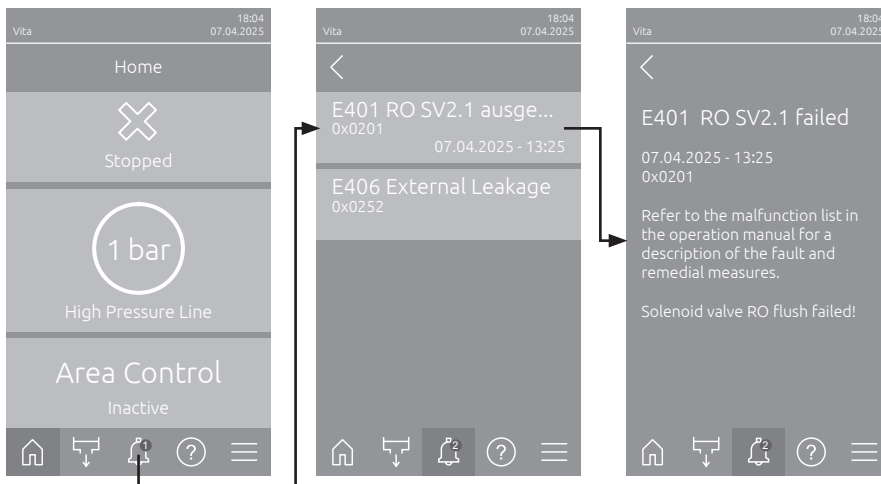 18:04
Vita
07.04.2025
Home
Stopped
1 bar
High Pressure Line
Area Control
Inactive
1
?
18:04
Vita
07.04.2025
E401 RO SV2.1 ausge...
0x0201
07.04.2025 - 13:25
E406 External Leakage
0x0252
2
?
18:04
Vita
07.04.2025
E401 RO SV2.1 failed
07.04.2025 - 13:25
0x0201
Refer to the malfunction list in
the operation manual for a
description of the fault and
remedial measures.
Solenoid valve RO flush failed!
2
?